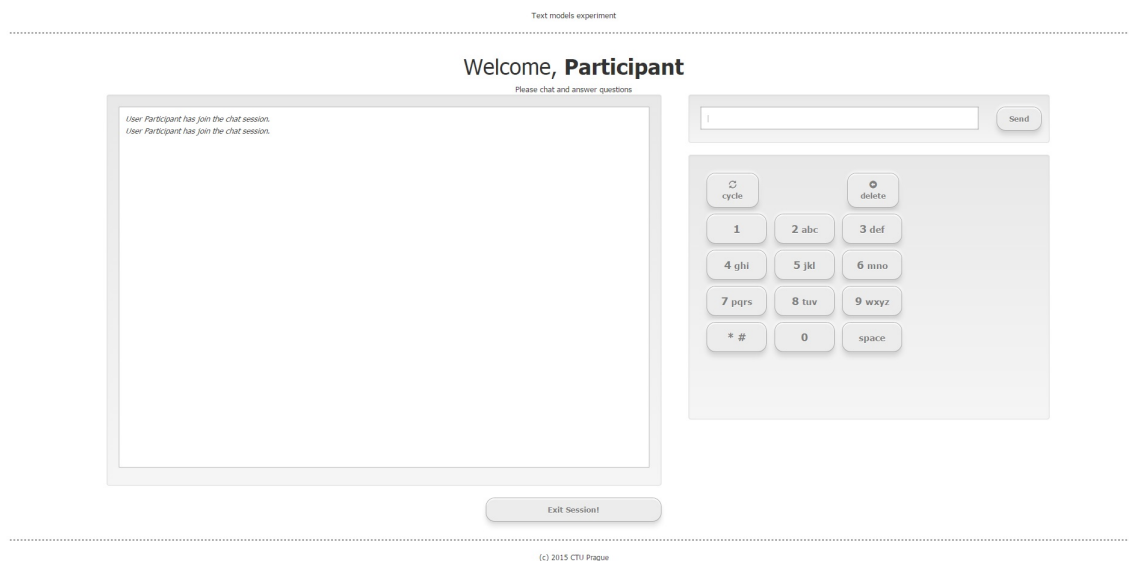 Text models experiment
Welcome, Participant
Please chat and answer questions
User Participant has join the chat session.
User Participant has join the chat session.
Send
cycle
delete
1
2 abc
3 def
4 ghi
5 jkl
6 mno
7 pqrs
8 tuv
9 wxyz
* #
0
space
Exit Session!
(c) 2015 CTU Prague